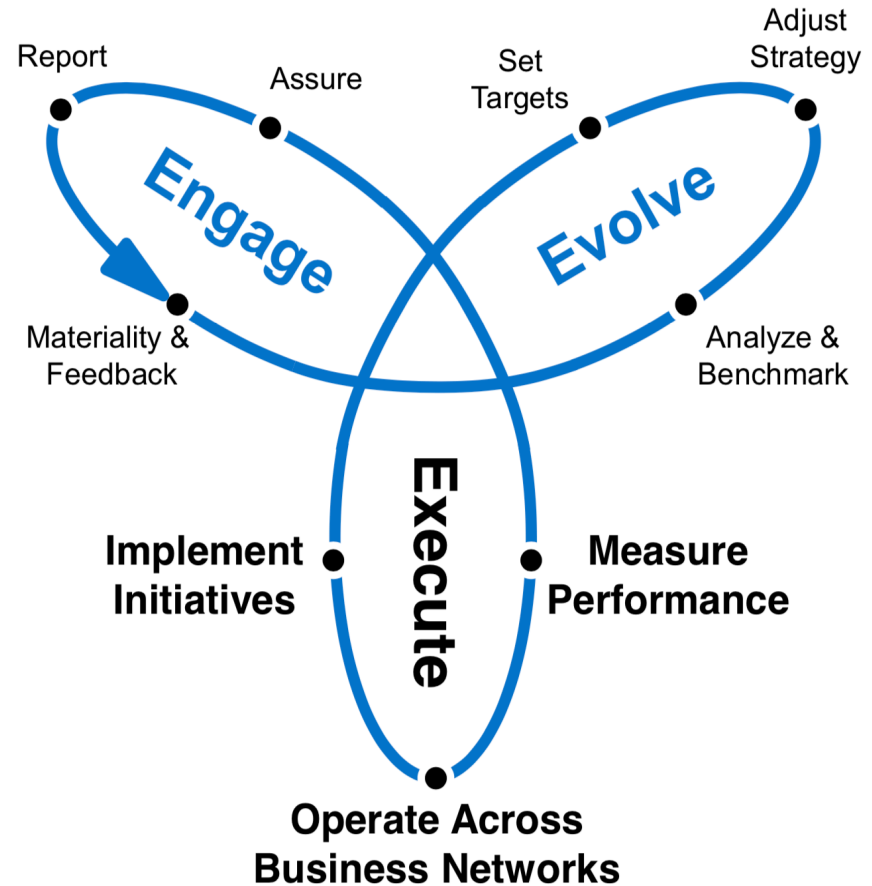 Report
Assure
Set
Targets
Adjust
Strategy
Engage
Evolve
Materiality &
Feedback
Analyze &
Benchmark
Execute
Implement
Initiatives
Measure
Performance
Operate Across
Business Networks